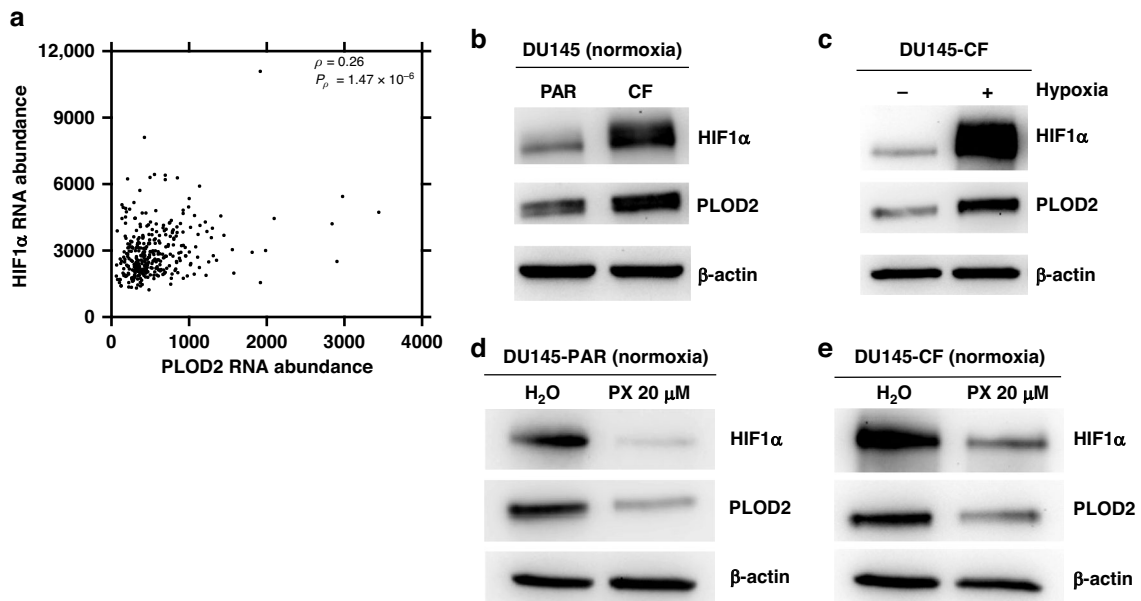 a
12,000
9000
6000
3000
0
0 1000 2000 3000 4000
HIF1α RNA abundance
PLOD2 RNA abundance
ρ = 0.26
Pρ = 1.47 × 10⁻⁶
b
DU145 (normoxia)
PAR CF
HIF1α
PLOD2
β-actin
c
DU145-CF
– + Hypoxia
HIF1α
PLOD2
β-actin
d
DU145-PAR (normoxia)
H₂O PX 20 μM
HIF1α
PLOD2
β-actin
e
DU145-CF (normoxia)
H₂O PX 20 μM
HIF1α
PLOD2
β-actin